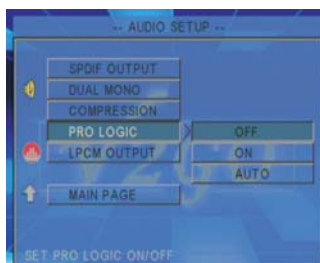 -- AUDIO SETUP --
SPDIF OUTPUT
DUAL MONO
COMPRESSION
PRO LOGIC
LPCM OUTPUT
MAIN PAGE
OFF
ON
AUTO
SET PRO LOGIC ON/OFF